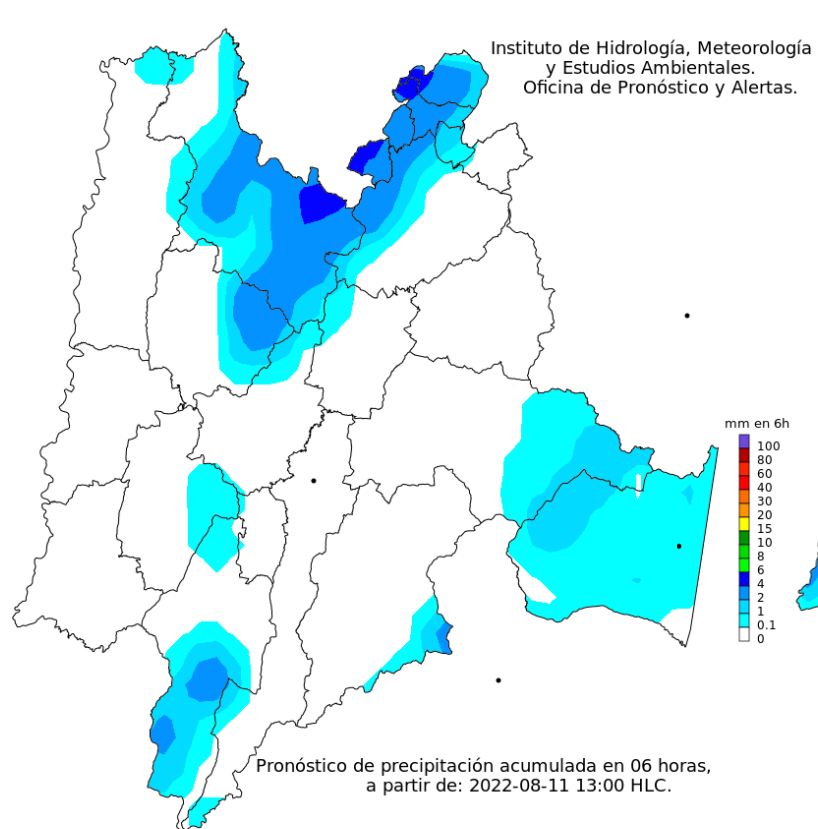 Instituto de Hidrología, Meteorología
y Estudios Ambientales.
Oficina de Pronóstico y Alertas.
mm en 6h
100
80
60
40
30
20
15
10
8
6
4
2
1
0.1
0
Pronóstico de precipitación acumulada en 06 horas,
a partir de: 2022-08-11 13:00 HLC.